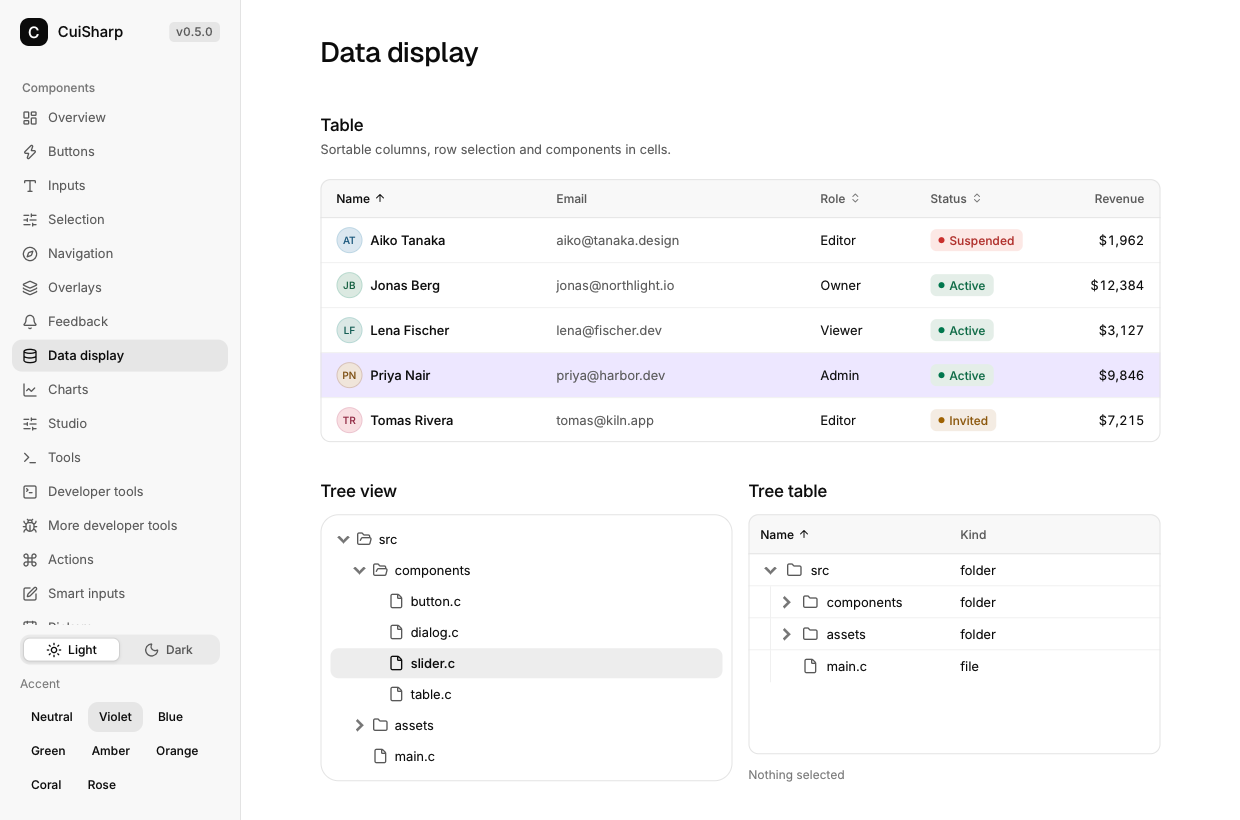 C CuiSharp v0.5.0
Components
Overview
Buttons
Inputs
Selection
Navigation
Overlays
Feedback
Data display
Charts
Studio
Tools
Developer tools
More developer tools
Actions
Smart inputs
Light Dark
Accent
Neutral Violet Blue
Green Amber Orange
Coral Rose
Data display
Table
Sortable columns, row selection and components in cells.
Name Email Role Status Revenue
AT Aiko Tanaka aiko@tanaka.design Editor Suspended $1,962
JB Jonas Berg jonas@northlight.io Owner Active $12,384
LF Lena Fischer lena@fischer.dev Viewer Active $3,127
PN Priya Nair priya@harbor.dev Admin Active $9,846
TR Tomas Rivera tomas@kiln.app Editor Invited $7,215
Tree view
src
components
button.c
dialog.c
slider.c
table.c
assets
main.c
Tree table
Name Kind
src folder
components folder
assets folder
main.c file
Nothing selected